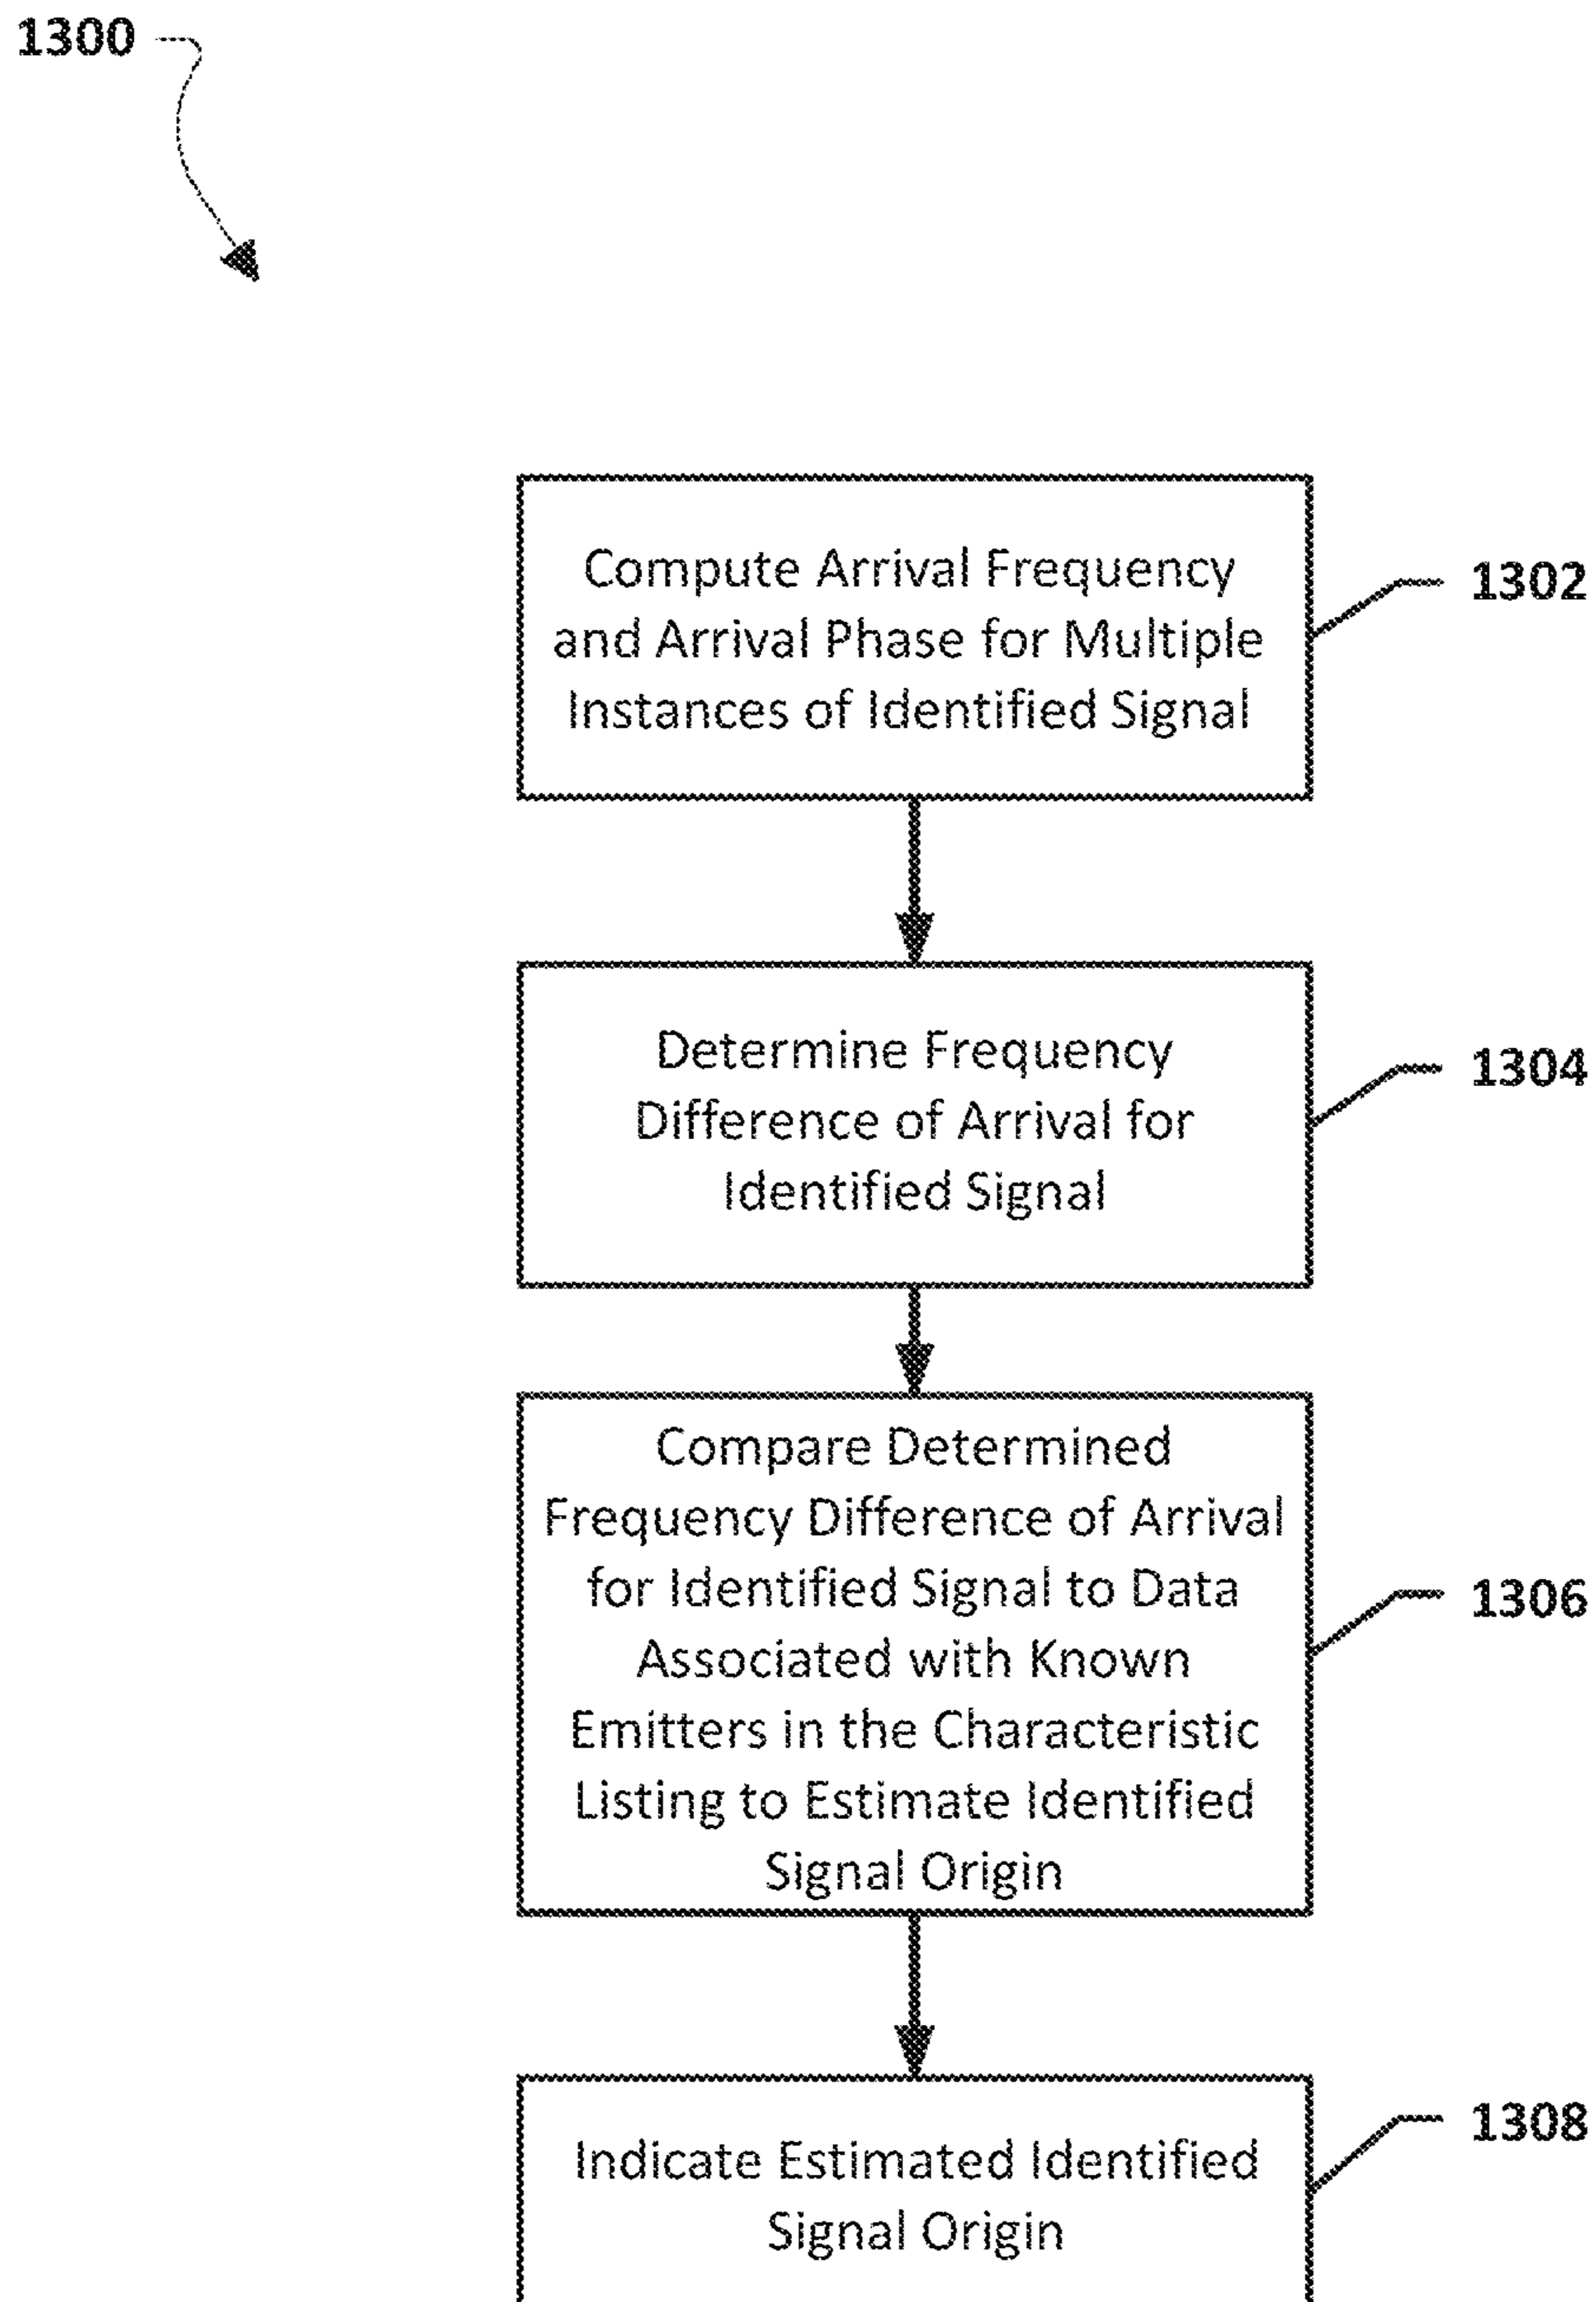 1300
Compute Arrival Frequency
and Arrival Phase for Multiple
Instances of Identified Signal
1302
Determine Frequency
Difference of Arrival for
Identified Signal
1304
Compare Determined
Frequency Difference of Arrival
for Identified Signal to Data
Associated with Known
Emitters in the Characteristic
Listing to Estimate Identified
Signal Origin
1306
Indicate Estimated Identified
Signal Origin
1308